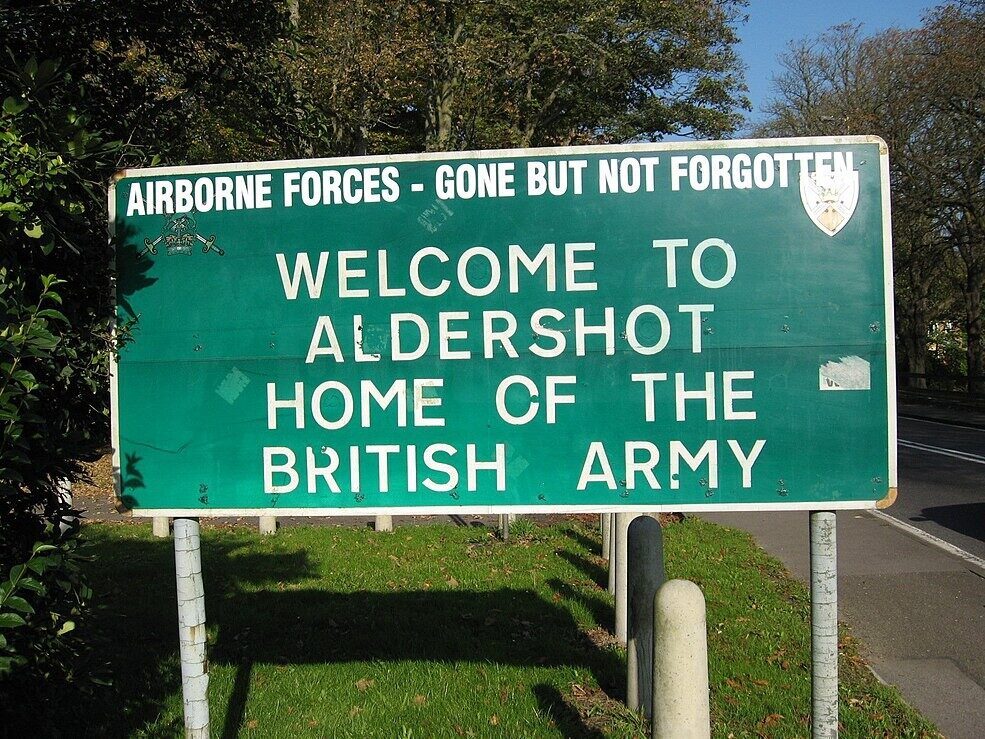 AIRBORNE FORCES - GONE BUT NOT FORGOTTEN
WELCOME TO
ALDERSHOT
HOME OF THE
BRITISH ARMY